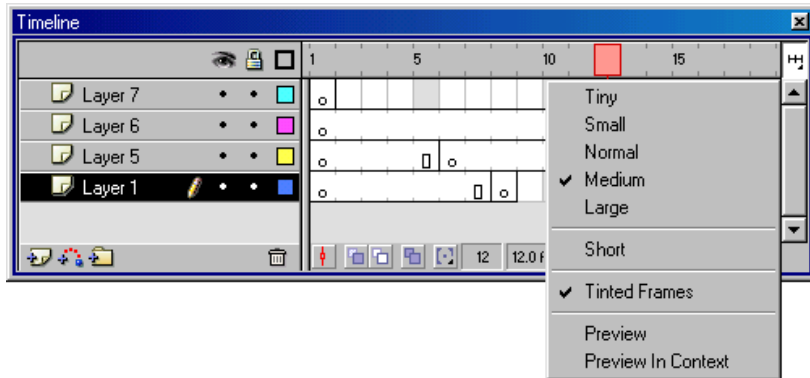 Timeline
1 5 10 15
Layer 7
Layer 6
Layer 5
Layer 1
12 12.0 f
Tiny
Small
Normal
Medium
Large
Short
Tinted Frames
Preview
Preview In Context